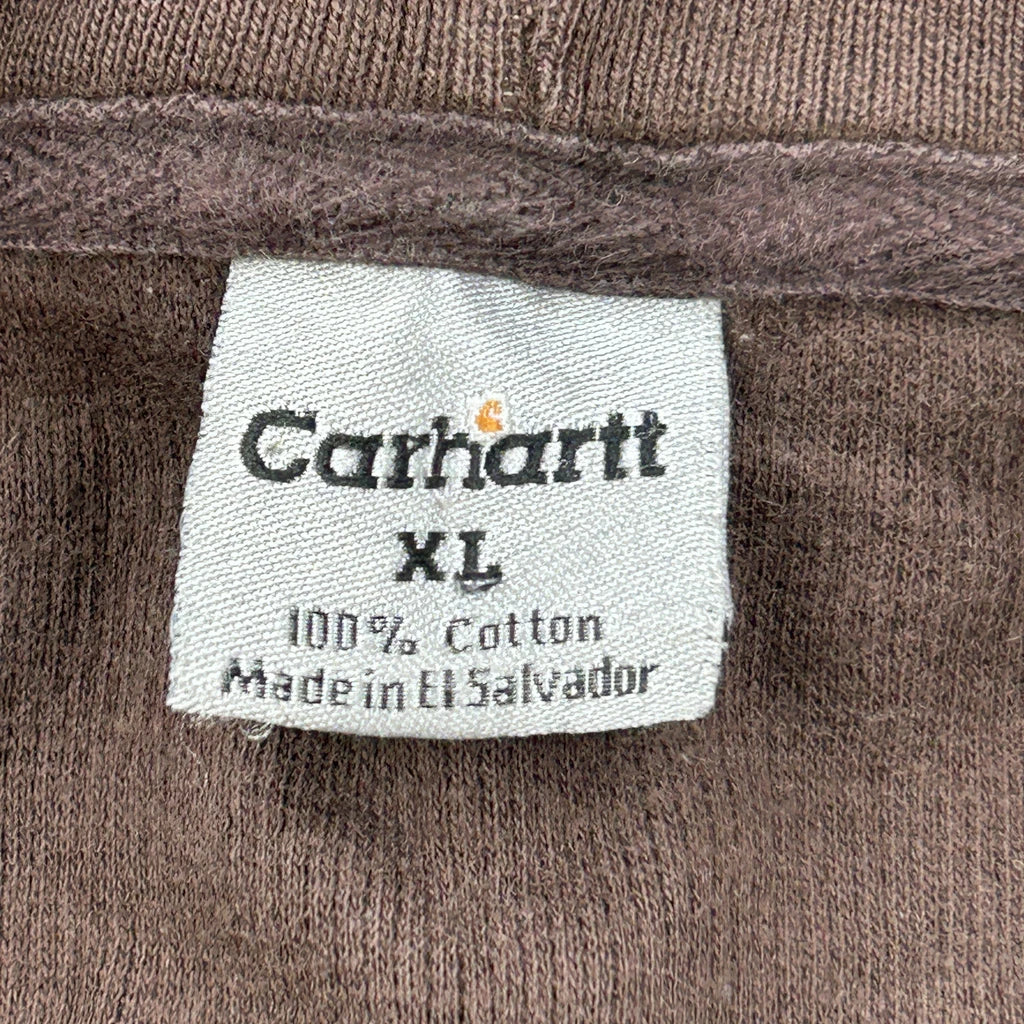 Carhartt
XL
100% Cotton
Made in El Salvador